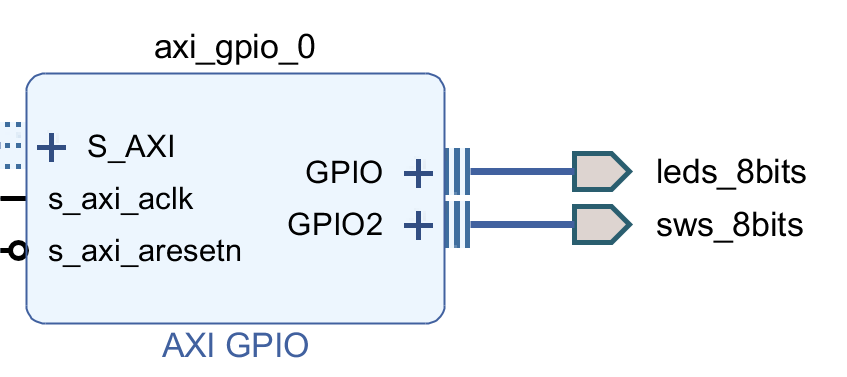 axi_gpio_0
S_AXI
s_axi_aclk
s_axi_aresetn
GPIO
GPIO2
leds_8bits
sws_8bits
AXI GPIO